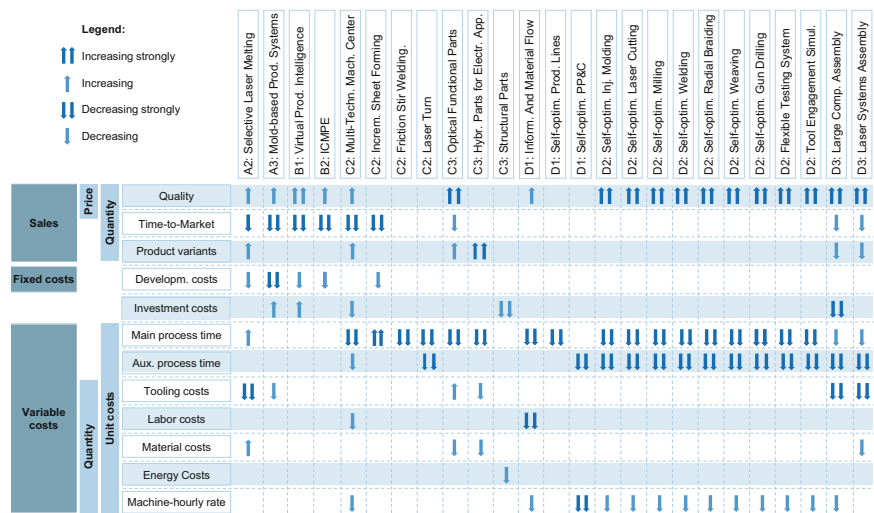 Legend:
Increasing strongly
Increasing
Decreasing strongly
Decreasing
A2: Selective Laser Melting
A3: Mold-based Prod. Systems
B1: Virtual Prod. Intelligence
B2: ICMPE
C2: Multi-Techn. Mach. Center
C2: Increm. Sheet Forming
C2: Friction Stir Welding.
C2: Laser Turn
C3: Optical Functional Parts
C3: Hybr. Parts for Electr. App.
C3: Structural Parts
D1: Inform. And Material Flow
D1: Self-optim. Prod. Lines
D1: Self-optim. PP&C
D2: Self-optim. Inj. Molding
D2: Self-optim. Laser Cutting
D2: Self-optim. Milling
D2: Self-optim. Welding
D2: Self-optim. Radial Braiding
D2: Self-optim. Weaving
D2: Self-optim. Gun Drilling
D2: Flexible Testing System
D2: Tool Engagement Simul.
D3: Large Comp. Assembly
D3: Laser Systems Assembly
Sales
Price
Quantity
Quality
Time-to-Market
Product variants
Fixed costs
Developm. costs
Investment costs
Variable
costs
Quantity
Unit costs
Main process time
Aux. process time
Tooling costs
Labor costs
Material costs
Energy Costs
Machine-hourly rate